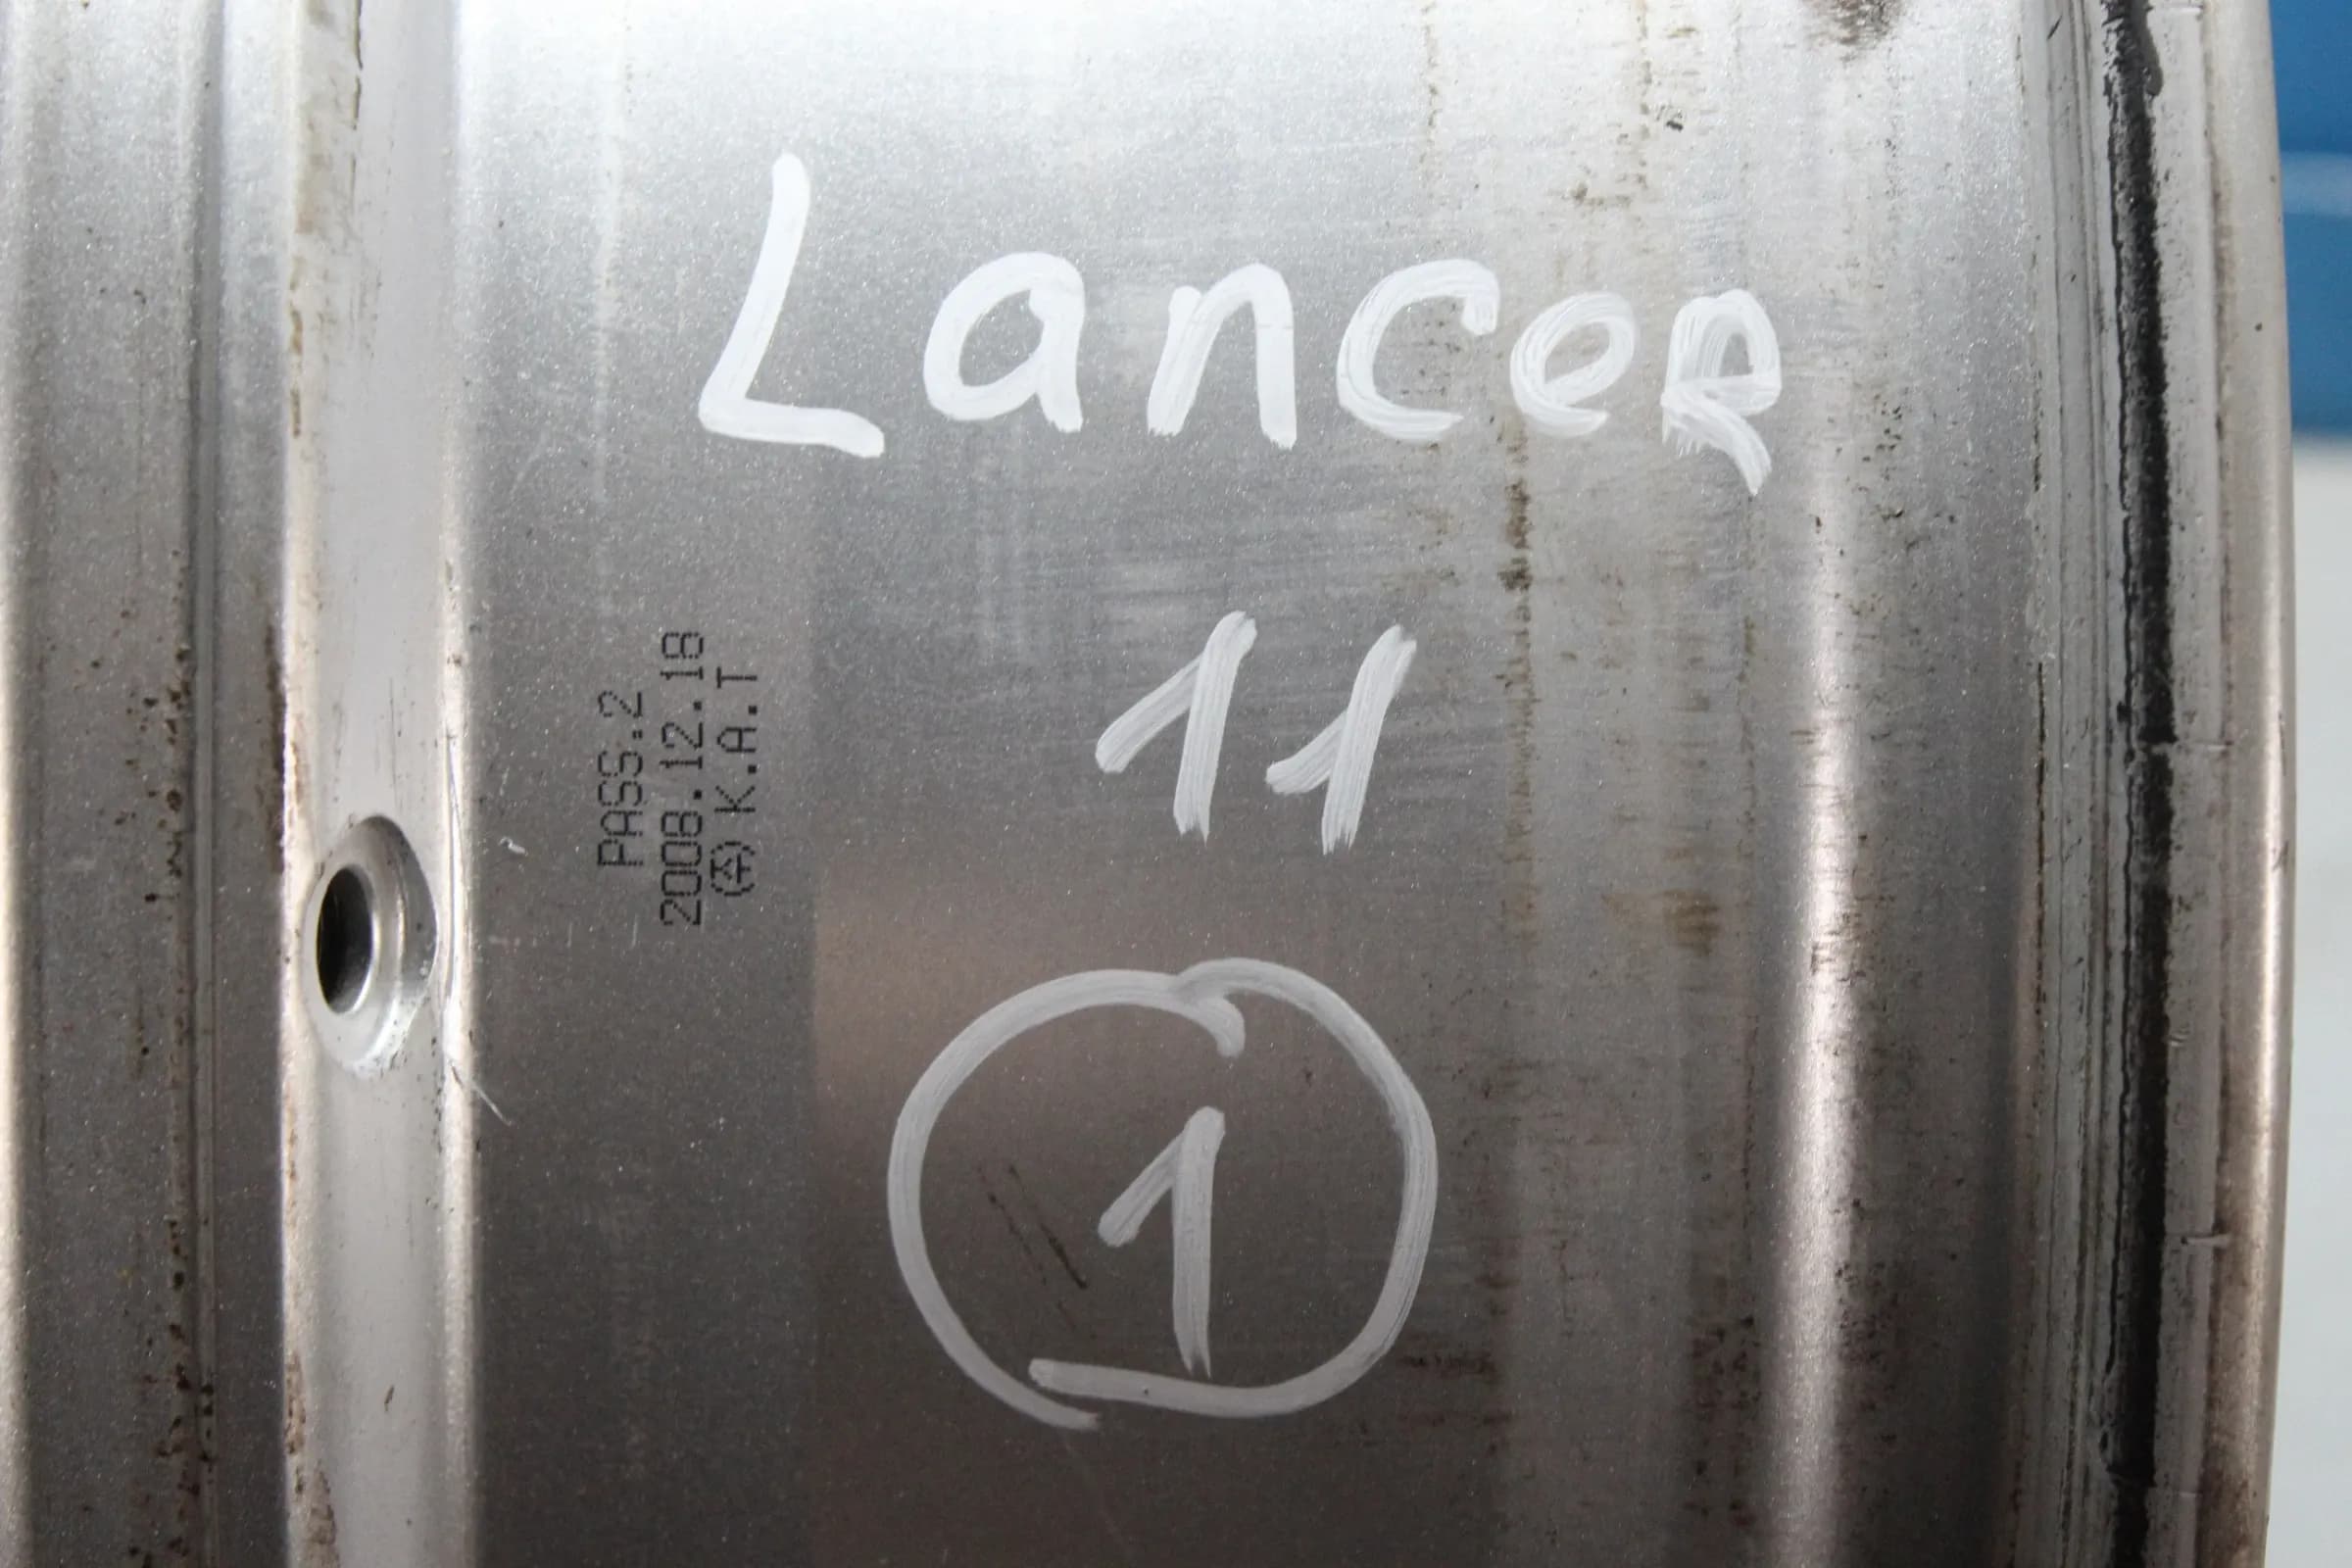 LanceR
11
1
PASS.2
2008.12.18
K.A.T